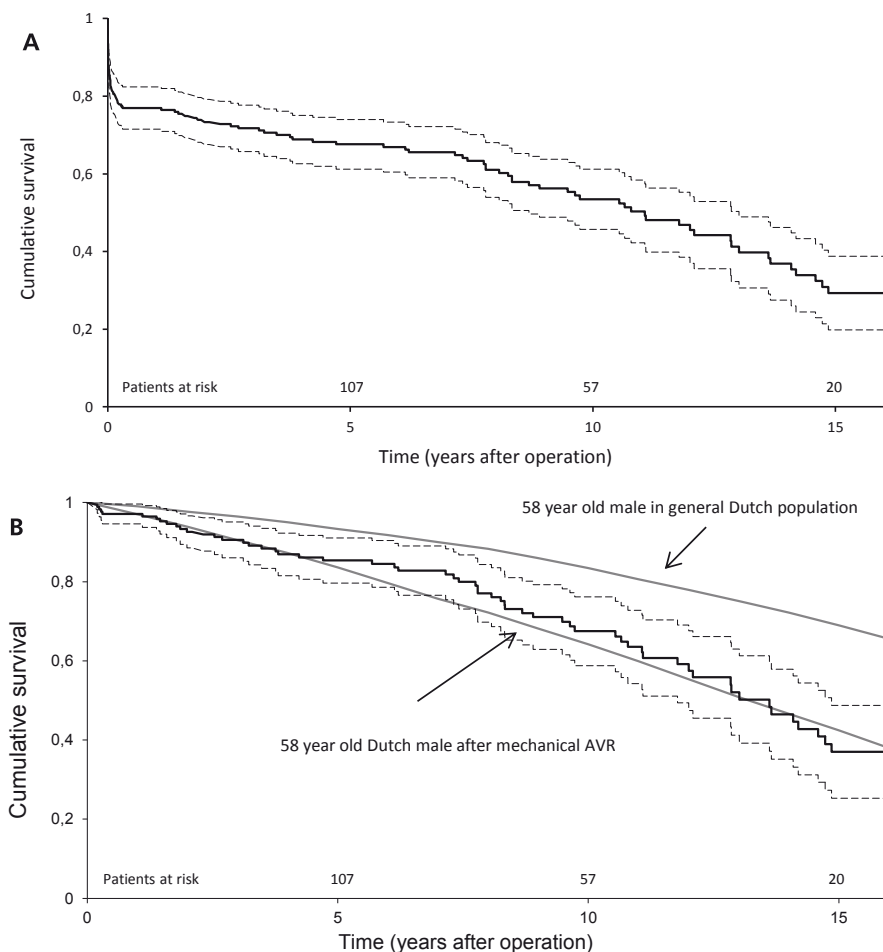 A
Cumulative survival
1
0,8
0,6
0,4
0,2
0
Patients at risk 107 57 20
0 5 10 15
Time (years after operation)
B
Cumulative survival
1
0,8
0,6
0,4
0,2
0
58 year old male in general Dutch population
58 year old Dutch male after mechanical AVR
Patients at risk 107 57 20
0 5 10 15
Time (years after operation)